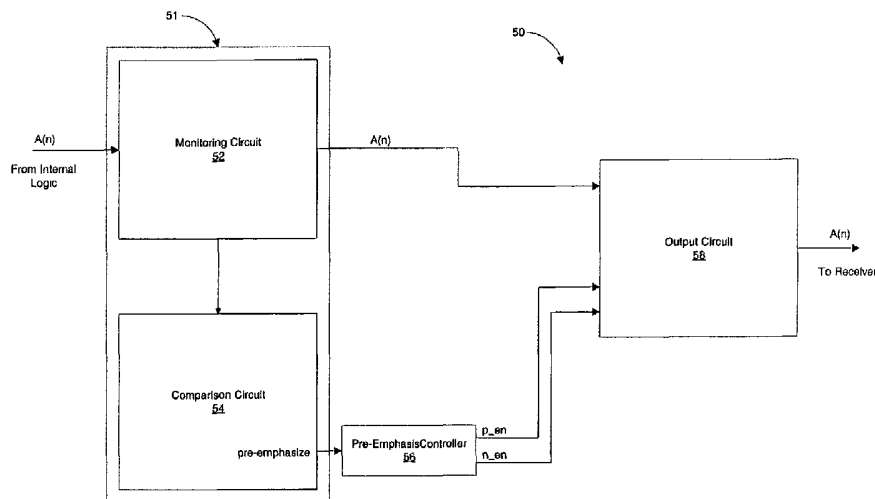 51
50
A(n)
From Internal
Logic
Monitoring Circuit
52
A(n)
Output Circuit
58
A(n)
To Receiver
Comparison Circuit
54
pre-emphasize
Pre-EmphasisController
56
p_en
n_en